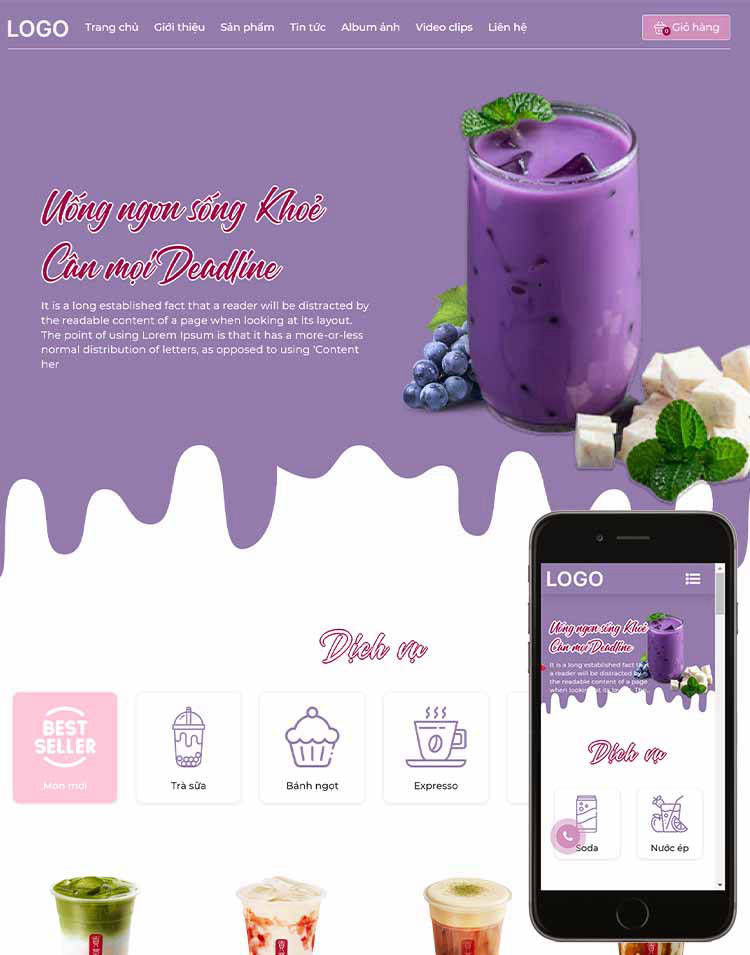 LOGO Trang chủ Giới thiệu Sản phẩm Tin tức Album ảnh Video clips Liên hệ 0 Giỏ hàng
Uống ngon sống Khoẻ
Cân mọi Deadline
It is a long established fact that a reader will be distracted by
the readable content of a page when looking at its layout.
The point of using Lorem Ipsum is that it has a more-or-less
normal distribution of letters, as opposed to using 'Content
her
Dịch vụ
BEST
SELLER
Món mới
Trà sữa
Bánh ngọt
Expresso
LOGO
Uống ngon sống Khoẻ
Cân mọi Deadline
It is a long established fact that
a reader will be distracted by
the readable content of a page
when looking at its layout. The
Dịch vụ
Soda
Nước ép